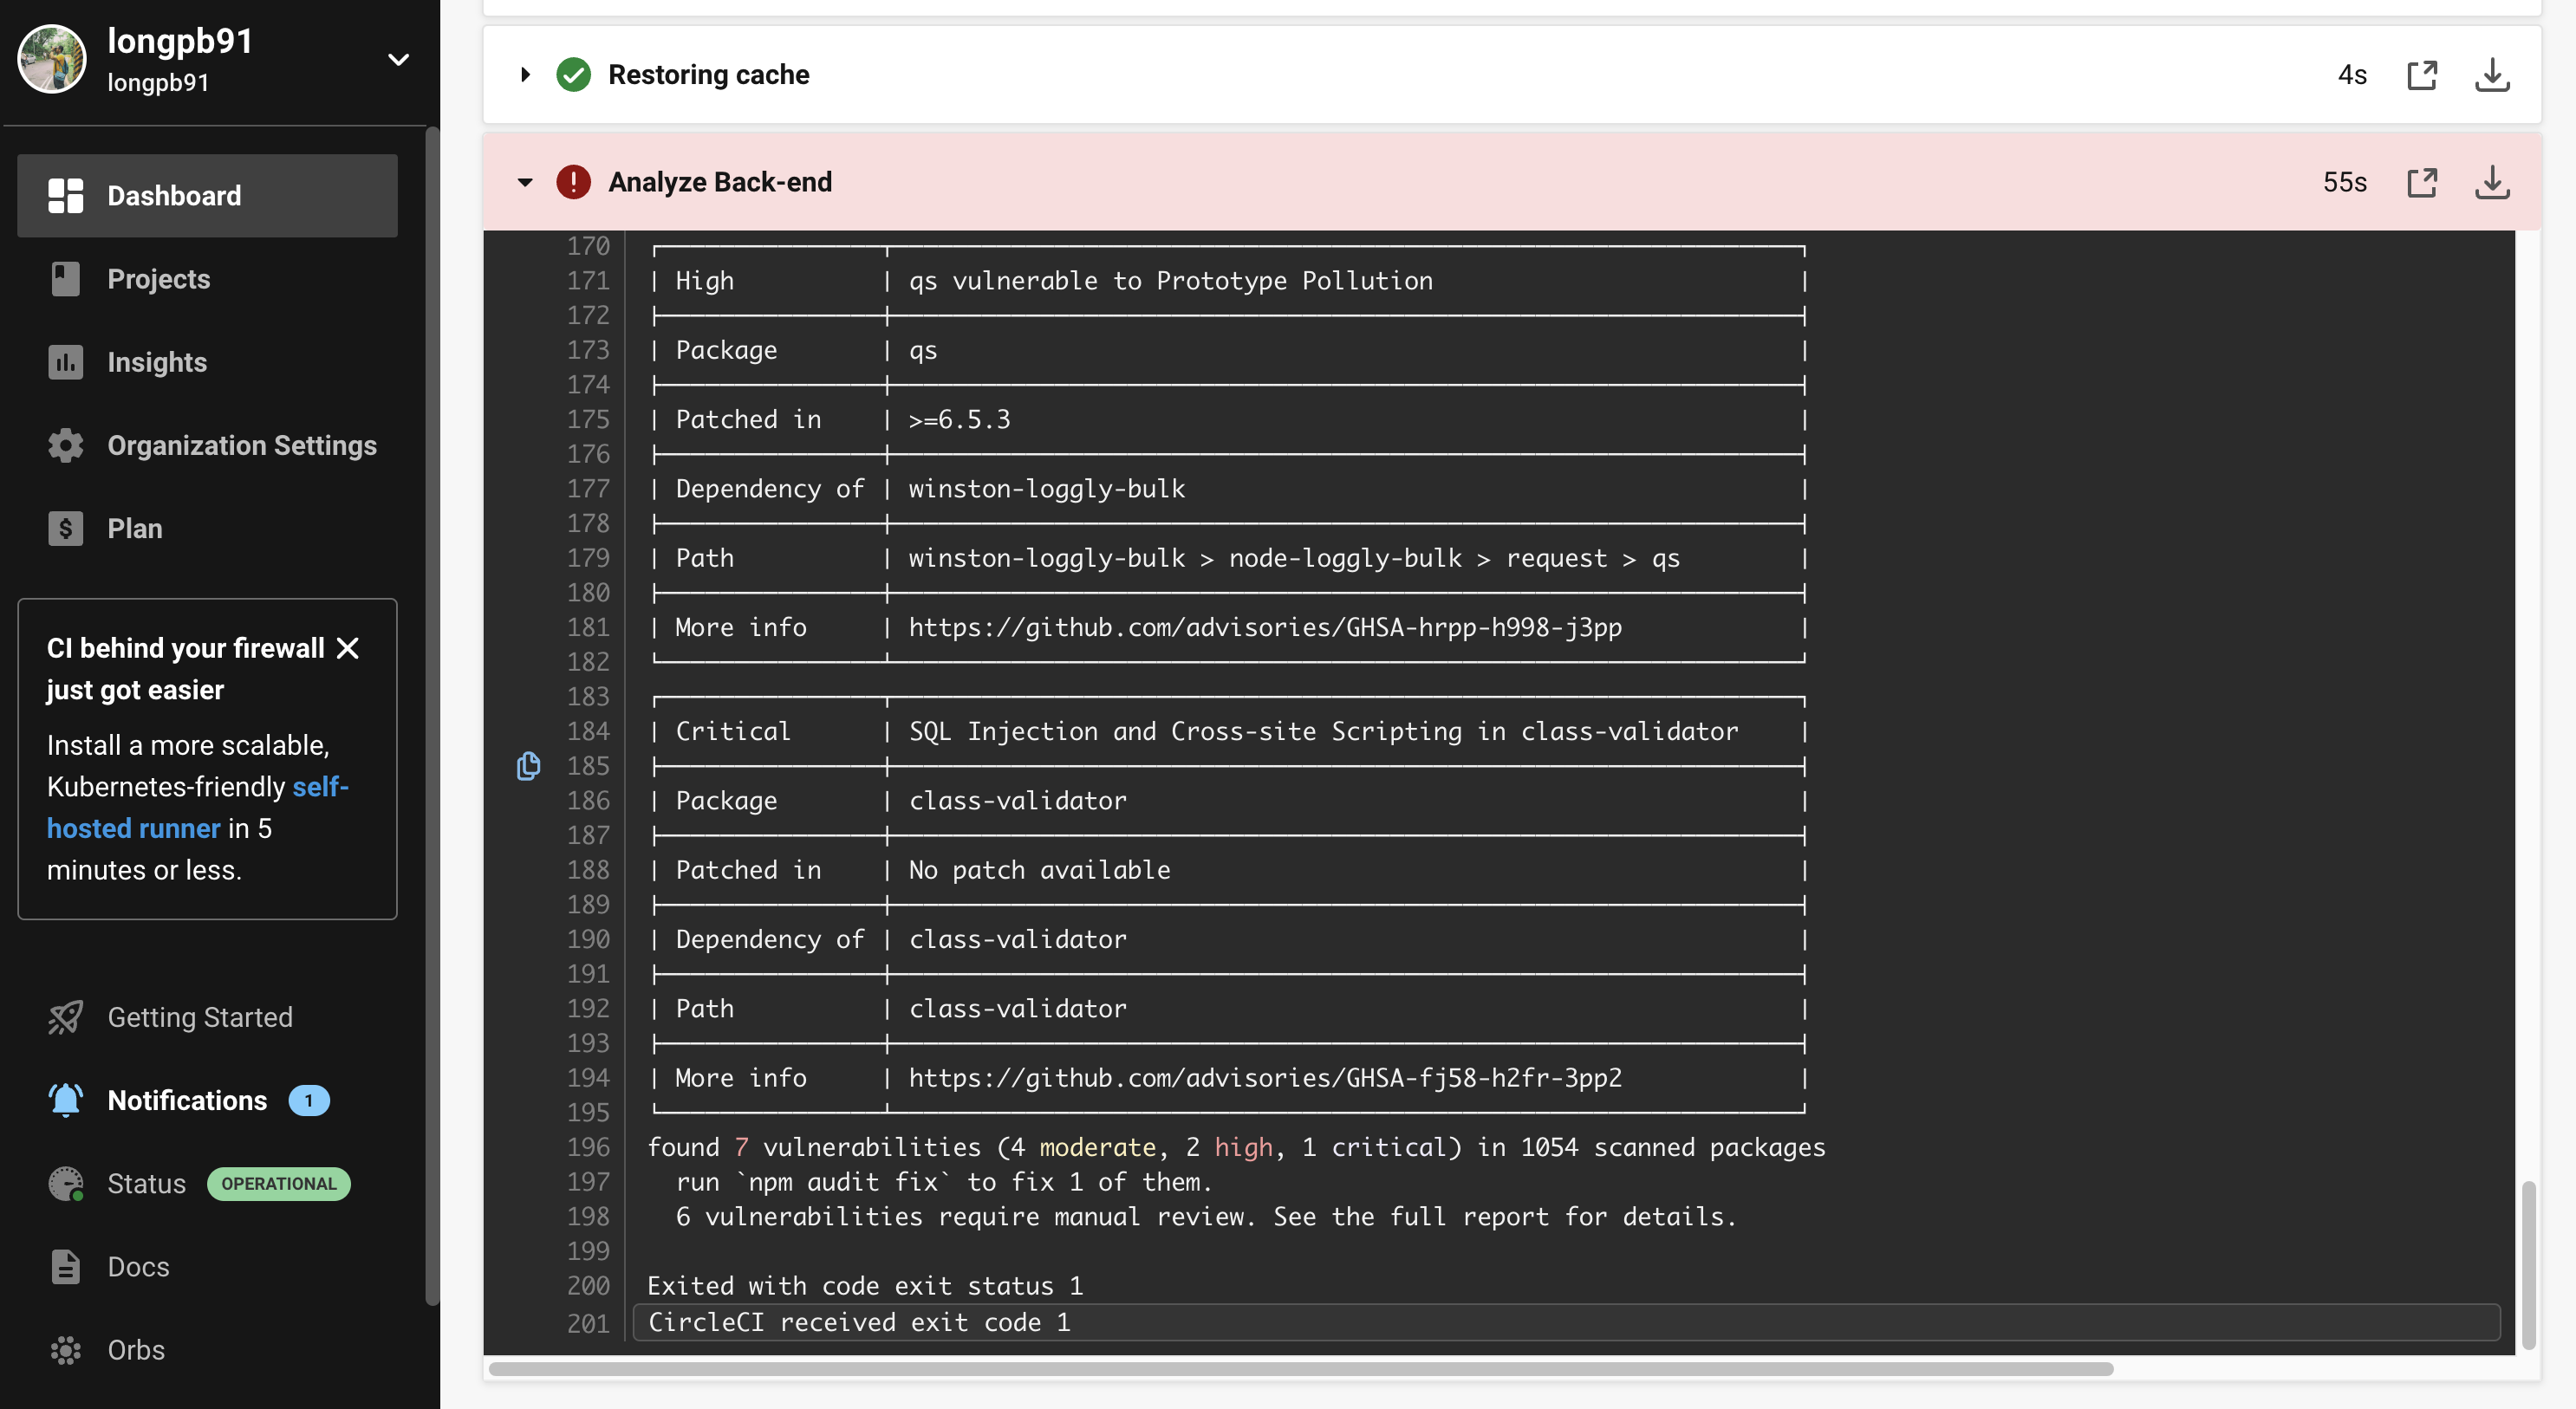 longpb91
longpb91
Dashboard
Projects
Insights
Organization Settings
Plan
CI behind your firewall
just got easier
Install a more scalable,
Kubernetes-friendly self-
hosted runner in 5
minutes or less.
Getting Started
Notifications 1
Status OPERATIONAL
Docs
Orbs
Restoring cache 4s
Analyze Back-end 55s
170
171 | High | qs vulnerable to Prototype Pollution |
172
173 | Package | qs |
174
175 | Patched in | >=6.5.3 |
176
177 | Dependency of | winston-loggly-bulk |
178
179 | Path | winston-loggly-bulk > node-loggly-bulk > request > qs |
180
181 | More info | https://github.com/advisories/GHSA-hrpp-h998-j3pp |
182
183
184 | Critical | SQL Injection and Cross-site Scripting in class-validator |
185
186 | Package | class-validator |
187
188 | Patched in | No patch available |
189
190 | Dependency of | class-validator |
191
192 | Path | class-validator |
193
194 | More info | https://github.com/advisories/GHSA-fj58-h2fr-3pp2 |
195
196 found 7 vulnerabilities (4 moderate, 2 high, 1 critical) in 1054 scanned packages
197 run `npm audit fix` to fix 1 of them.
198 6 vulnerabilities require manual review. See the full report for details.
199
200 Exited with code exit status 1
201 CircleCI received exit code 1